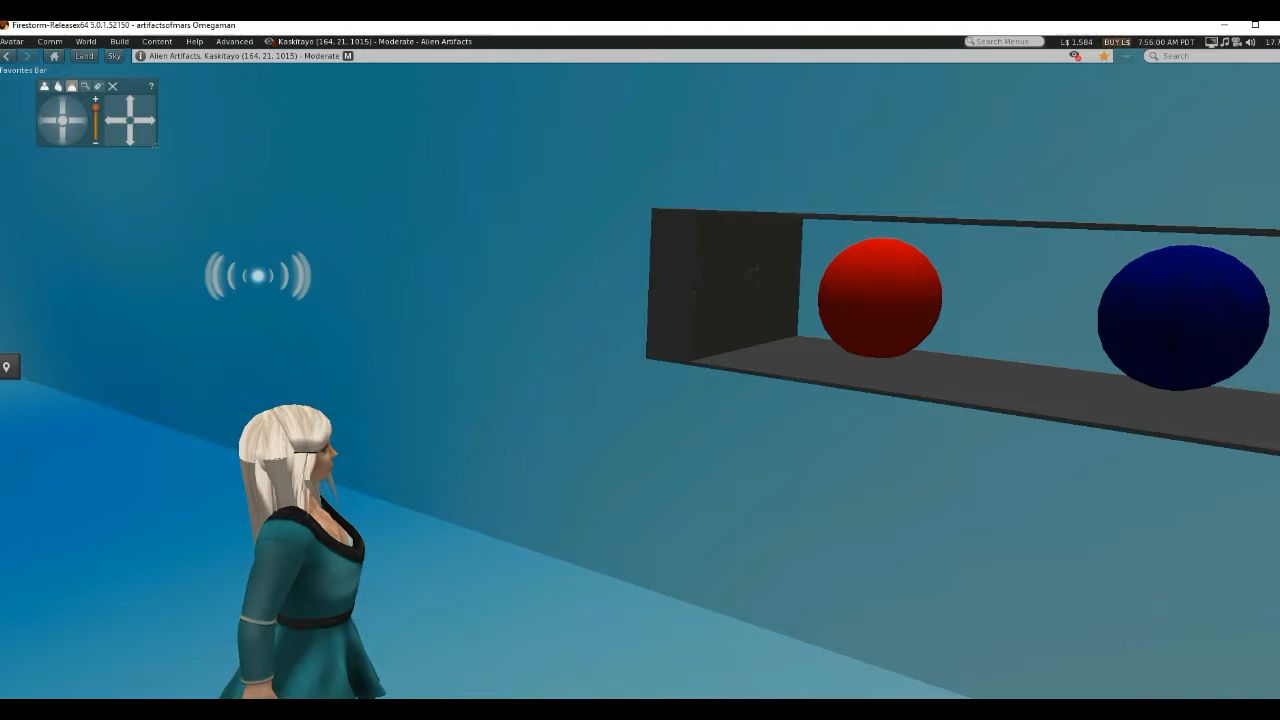 Firestorm-Releasex64 5.0.1.52150 - artifactsofmars Omegaman
Avatar Comm World Build Content Help Advanced Kaskitayo (164, 21, 1015) - Moderate - Alien Artifacts Search Menus L$ 1,584 BUY L$ 7:56:00 AM PDT 17.7
Land Sky Alien Artifacts, Kaskitayo (164, 21, 1015) - Moderate M Search
Favorites Bar
?